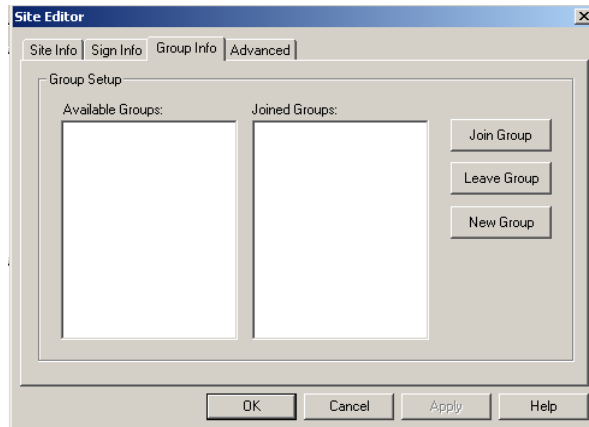 Site Editor
Site Info Sign Info Group Info Advanced
Group Setup
Available Groups: Joined Groups:
Join Group
Leave Group
New Group
OK Cancel Apply Help